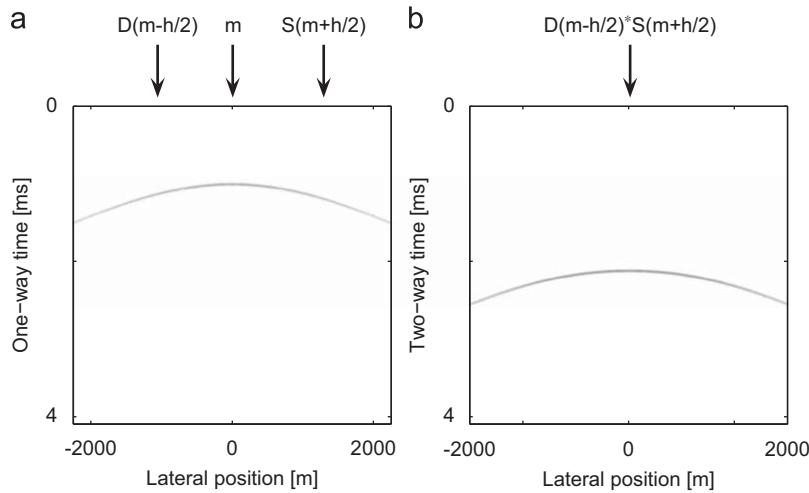 a
D(m-h/2) m S(m+h/2)
0
One-way time [ms]
4
-2000 0 2000
Lateral position [m]
b
D(m-h/2)*S(m+h/2)
0
Two-way time [ms]
4
-2000 0 2000
Lateral position [m]